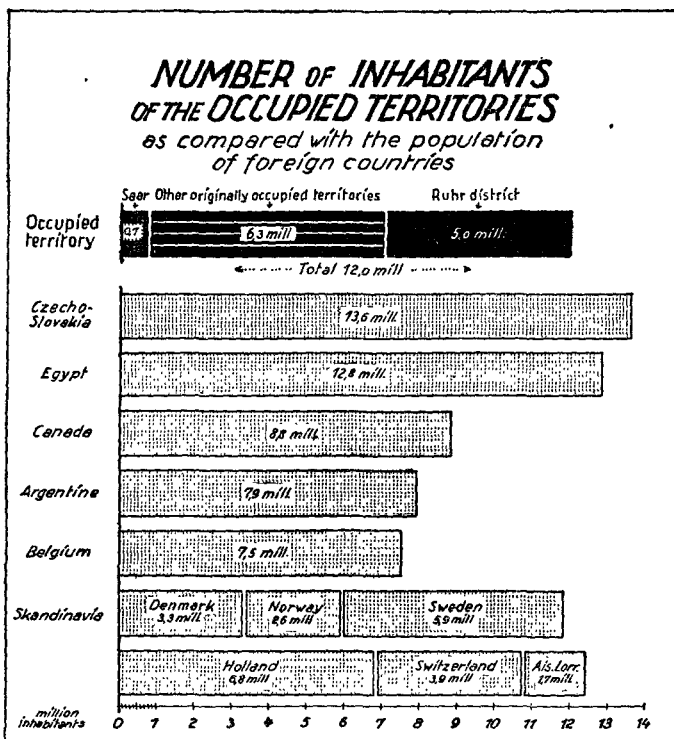 NUMBER OF INHABITANTS
OF THE OCCUPIED TERRITORIES
as compared with the population
of foreign countries
Saar Other originally occupied territories Ruhr district
Occupied
territory
0,7 6,3 mill. 5,0 mill.
Total 12,0 mill
Czecho-
Slovakia
13,6 mill.
Egypt
12,8 mill.
Canada
8,8 mill.
Argentine
7,9 mill.
Belgium
7,5 mill.
Skandinavia
Denmark Norway Sweden
3,3 mill. 2,6 mill. 5,9 mill.
Holland Switzerland Als. Lorr.
6,8 mill 3,9 mill. 1,7 mill.
million
inhabitants
0 1 2 3 4 5 6 7 8 9 10 11 12 13 14